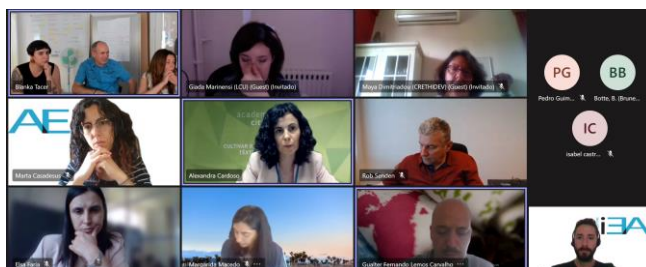 Blanka Tacer
Giada Marinensi (LCU) (Guest) (Invitado)
Maya Dimitriadou (CRETHIDEV) (Guest) (Invitado)
PG
BB
Pedro Guim...
Botte, B. (Brune...
IC
isabel castr...
AE
Marta Casadesus
Alexandra Cardoso
Rob Senden
Elsa Faria
Margarida Macedo
Gualter Fernando Lemos Carvalho